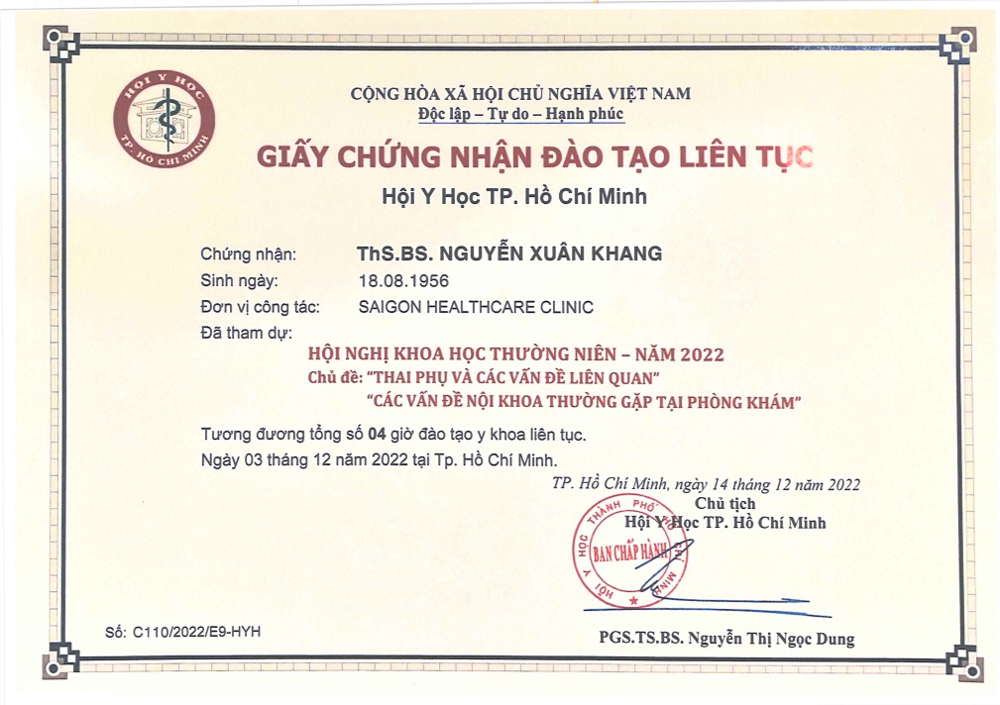 HỘI Y HỌC
TP. HỒ CHÍ MINH
CỘNG HÒA XÃ HỘI CHỦ NGHĨA VIỆT NAM
Độc lập – Tự do – Hạnh phúc
GIẤY CHỨNG NHẬN ĐÀO TẠO LIÊN TỤC
Hội Y Học TP. Hồ Chí Minh
Chứng nhận: ThS.BS. NGUYỄN XUÂN KHANG
Sinh ngày: 18.08.1956
Đơn vị công tác: SAIGON HEALTHCARE CLINIC
Đã tham dự:
HỘI NGHỊ KHOA HỌC THƯỜNG NIÊN – NĂM 2022
Chủ đề: “THAI PHỤ VÀ CÁC VẤN ĐỀ LIÊN QUAN”
“CÁC VẤN ĐỀ NỘI KHOA THƯỜNG GẶP TẠI PHÒNG KHÁM”
Tương đương tổng số 04 giờ đào tạo y khoa liên tục.
Ngày 03 tháng 12 năm 2022 tại Tp. Hồ Chí Minh.
TP. Hồ Chí Minh, ngày 14 tháng 12 năm 2022
Chủ tịch
Hội Y Học TP. Hồ Chí Minh
HỘI Y HỌC THÀNH PHỐ HỒ CHÍ MINH
BAN CHẤP HÀNH
PGS.TS.BS. Nguyễn Thị Ngọc Dung
Số: C110/2022/E9-HYH